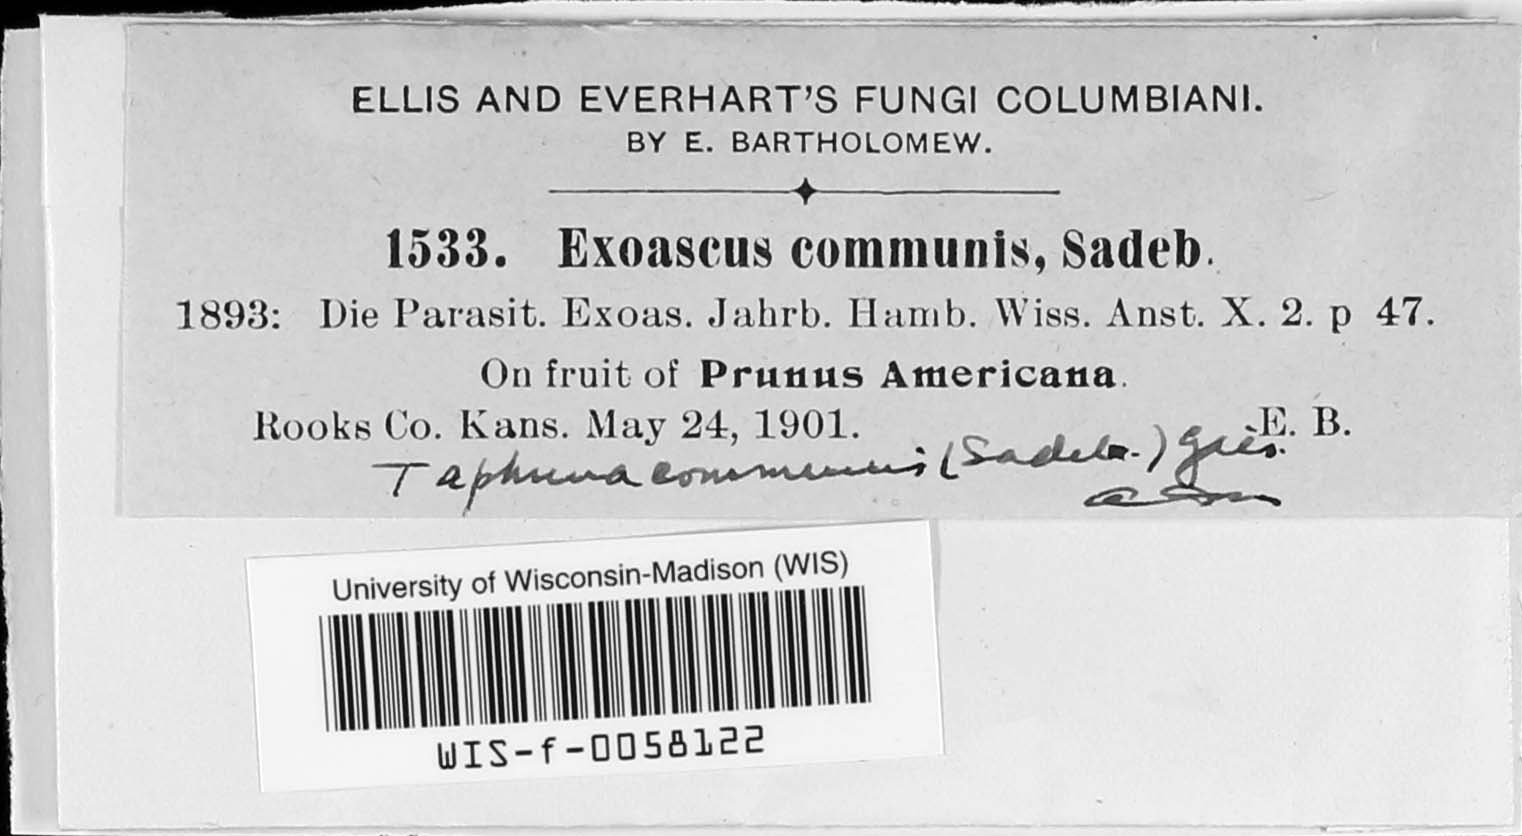 ELLIS AND EVERHART'S FUNGI COLUMBIANI.
BY E. BARTHOLOMEW.
1533. Exoascus communis, Sadeb.
1893: Die Parasit. Exoas. Jahrb. Hamb. Wiss. Anst. X. 2. p 47.
On fruit of Prunus Americana.
Rooks Co. Kans. May 24, 1901. E. B.
Taphrina communis (Sadeb.) Gies.
University of Wisconsin-Madison (WIS)
WIS-f-0058122